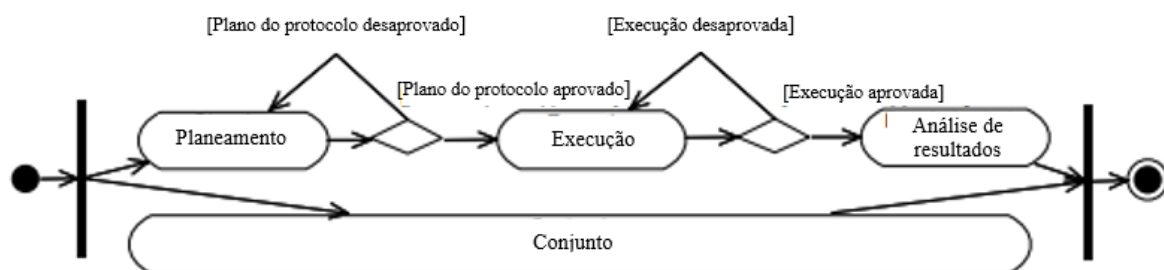 [Plano do protocolo desaprovado]
[Execução desaprovada]
[Plano do protocolo aprovado]
[Execução aprovada]
Planeamento
Execução
Análise de
resultados
Conjunto